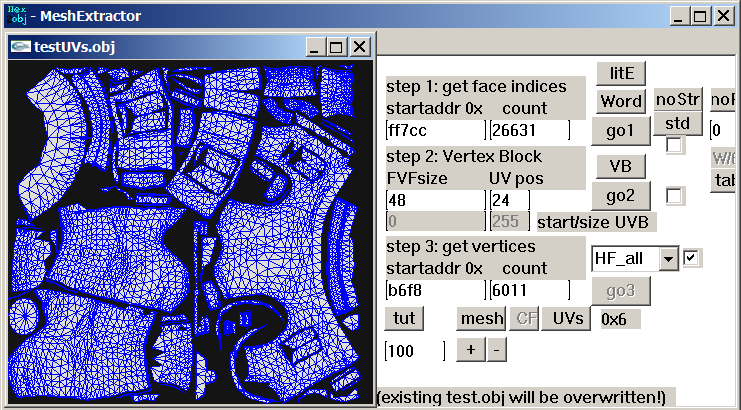 Hex
obj - MeshExtractor
testUVs.obj
step 1: get face indices
startaddr 0x count
ff7cc 26631
litE
Word
go1
noStr
std
0
step 2: Vertex Block
FVFsize UV pos
48 24
0 255 start/size UVB
VB
go2
tab
step 3: get vertices
startaddr 0x count
b6f8 6011
HF_all
go3
tut mesh CF UVs 0x6
100 + -
(existing test.obj will be overwritten!)